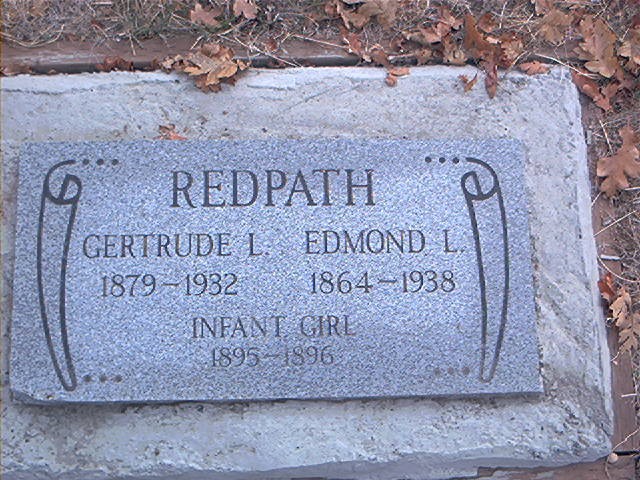 REDPATH
GERTRUDE L. EDMOND L.
1879-1932 1864-1938
INFANT GIRL
1895-1896